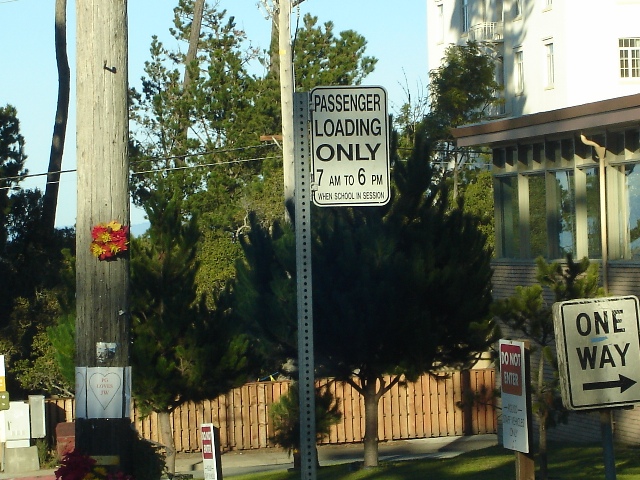 PASSENGER
LOADING
ONLY
7 AM TO 6 PM
WHEN SCHOOL IN SESSION
ONE
WAY
DO NOT
ENTER